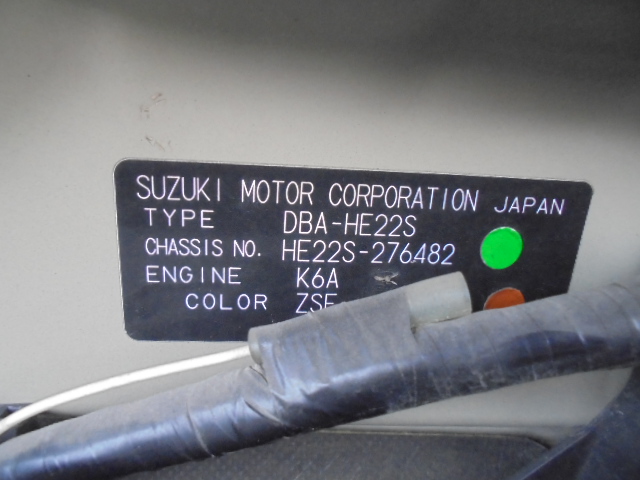 SUZUKI MOTOR CORPORATION JAPAN
TYPE DBA-HE22S
CHASSIS NO. HE22S-276482
ENGINE K6A
COLOR